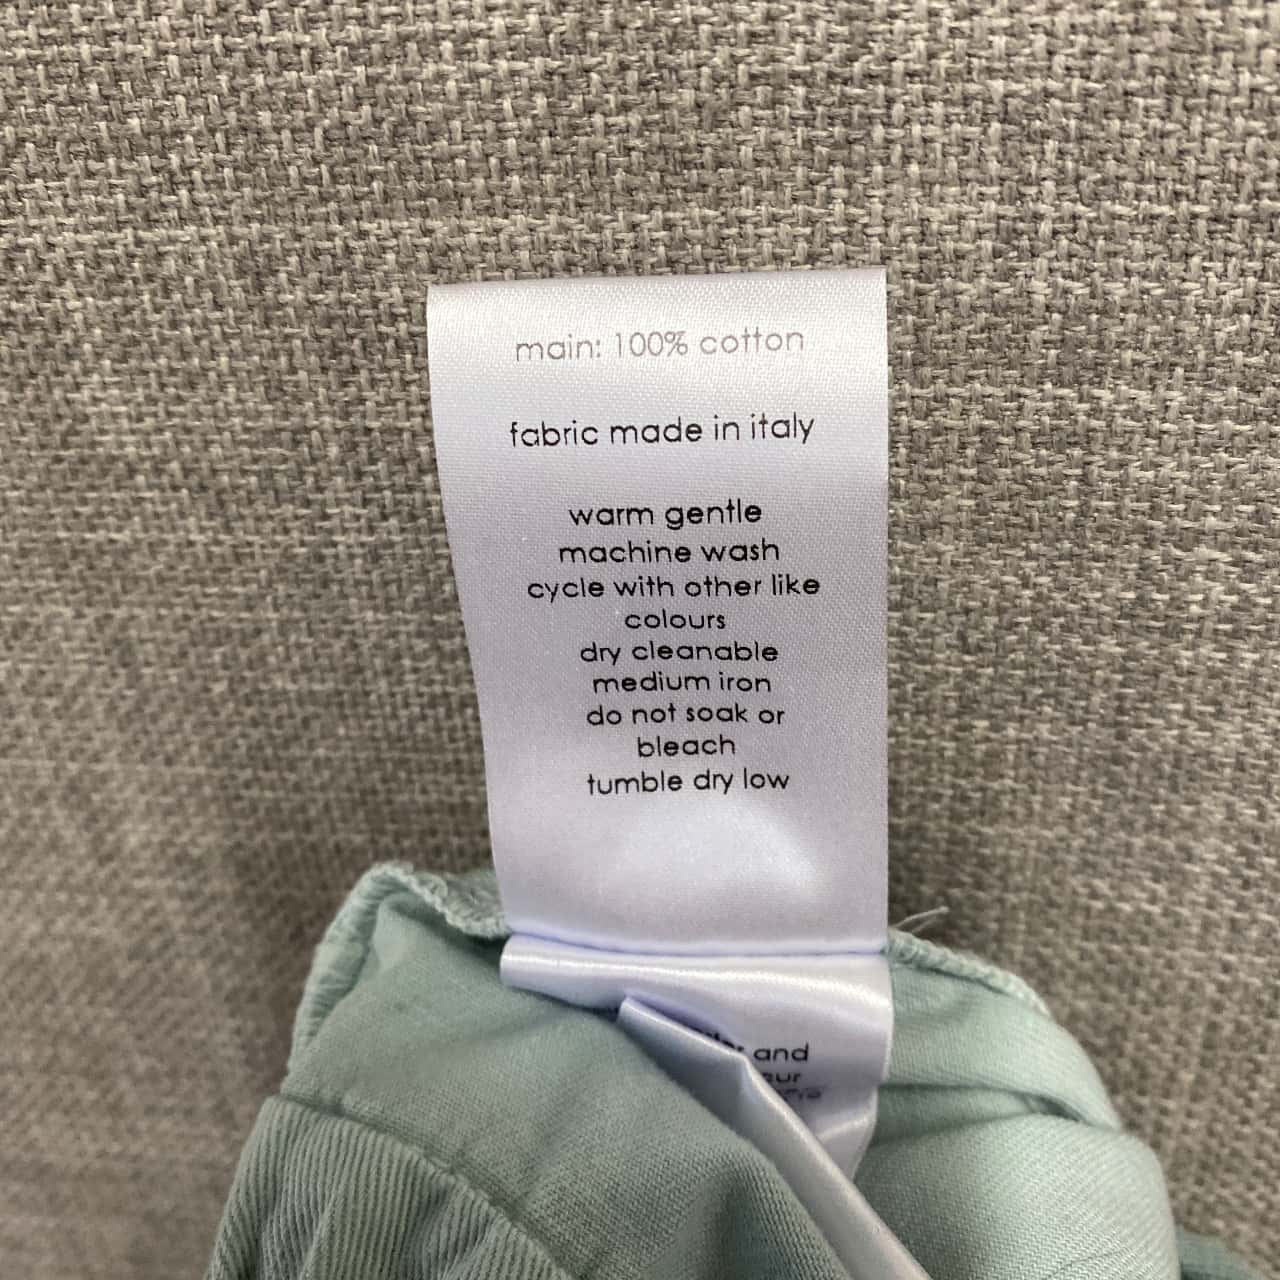 main: 100% cotton
fabric made in italy
warm gentle
machine wash
cycle with other like
colours
dry cleanable
medium iron
do not soak or
bleach
tumble dry low
and